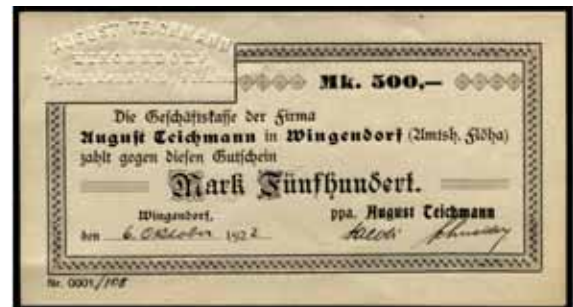 AUGUST TEICHMANN
WINGENDORF
Mk. 500,—
Die Geschäftskasse der Firma
August Teichmann in Wingendorf (Amtsh. Flöha)
zahlt gegen diesen Gutschein
Mark Fünfhundert.
Wingendorf,
ppa. August Teichmann
den 6. Oktober 1922
Nr. 0001/108